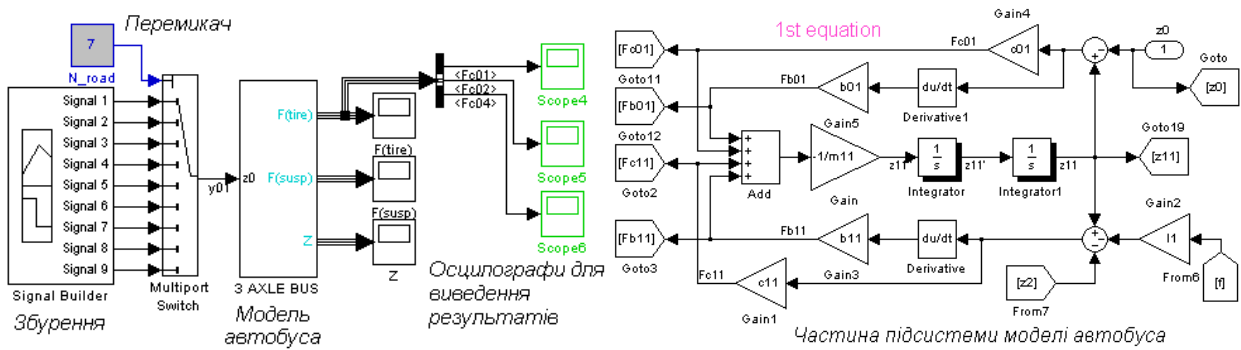 Перемикач
7
N_road
Signal 1
Signal 2
Signal 3
Signal 4
Signal 5
Signal 6
Signal 7
Signal 8
Signal 9
Signal Builder
Збурення
Multiport
Switch
y01
z0
F(tire)
F(susp)
Z
3 AXLE BUS
Модель
автобуса
F(tire)
F(susp)
Z
<Fc01>
<Fc02>
<Fc04>
Scope4
Scope5
Scope6
Осцилографи для
виведення
результатів
1st equation
[Fc01]
Goto11
[Fb01]
Goto12
[Fc11]
Goto2
[Fb11]
Goto3
Fc01
Gain4
c01
z0
1
Goto
[z0]
Fb01
b01
Gain5
du/dt
Derivative1
+
+
+
+
Add
-1/m11
z11''
1
s
Integrator
z11'
1
s
Integrator1
z11
Goto19
[z11]
Fb11
Gain
b11
Gain3
du/dt
Derivative
Gain2
l1
From6
[f]
Fc11
c11
Gain1
[z2]
From7
Частина підсистеми моделі автобуса